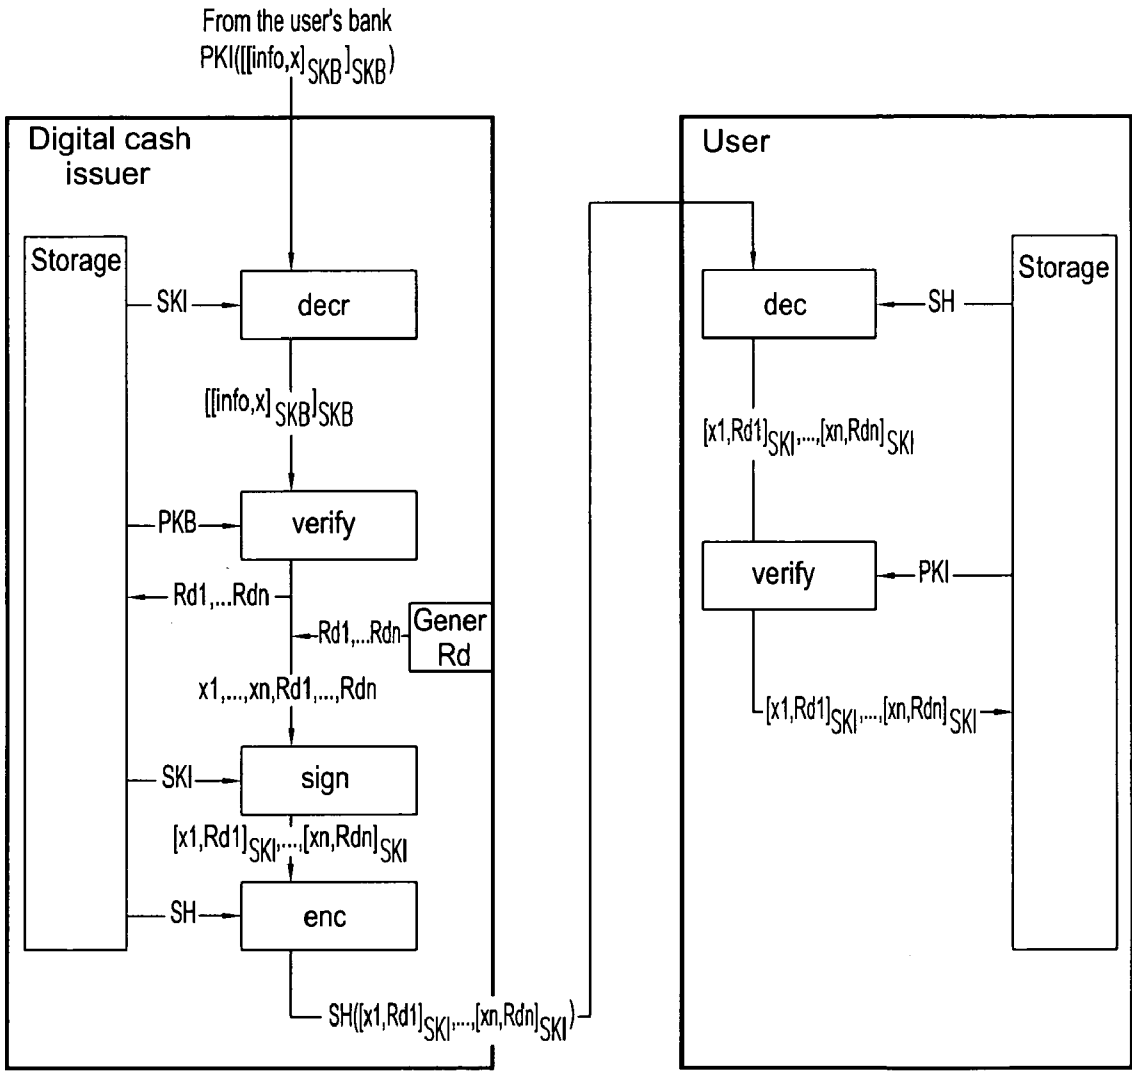 From the user's bank
PKI([[info,x]SKB]SKB)
Digital cash
issuer
Storage
SKI
decr
[[info,x]SKB]SKB
PKB
verify
Rd1,...Rdn
Rd1,...Rdn
Gener
Rd
x1,...,xn,Rd1,...,Rdn
SKI
sign
[x1,Rd1]SKI,...,[xn,Rdn]SKI
SH
enc
SH([x1,Rd1]SKI,...,[xn,Rdn]SKI)
User
Storage
dec
SH
[x1,Rd1]SKI,...,[xn,Rdn]SKI
verify
PKI
[x1,Rd1]SKI,...,[xn,Rdn]SKI